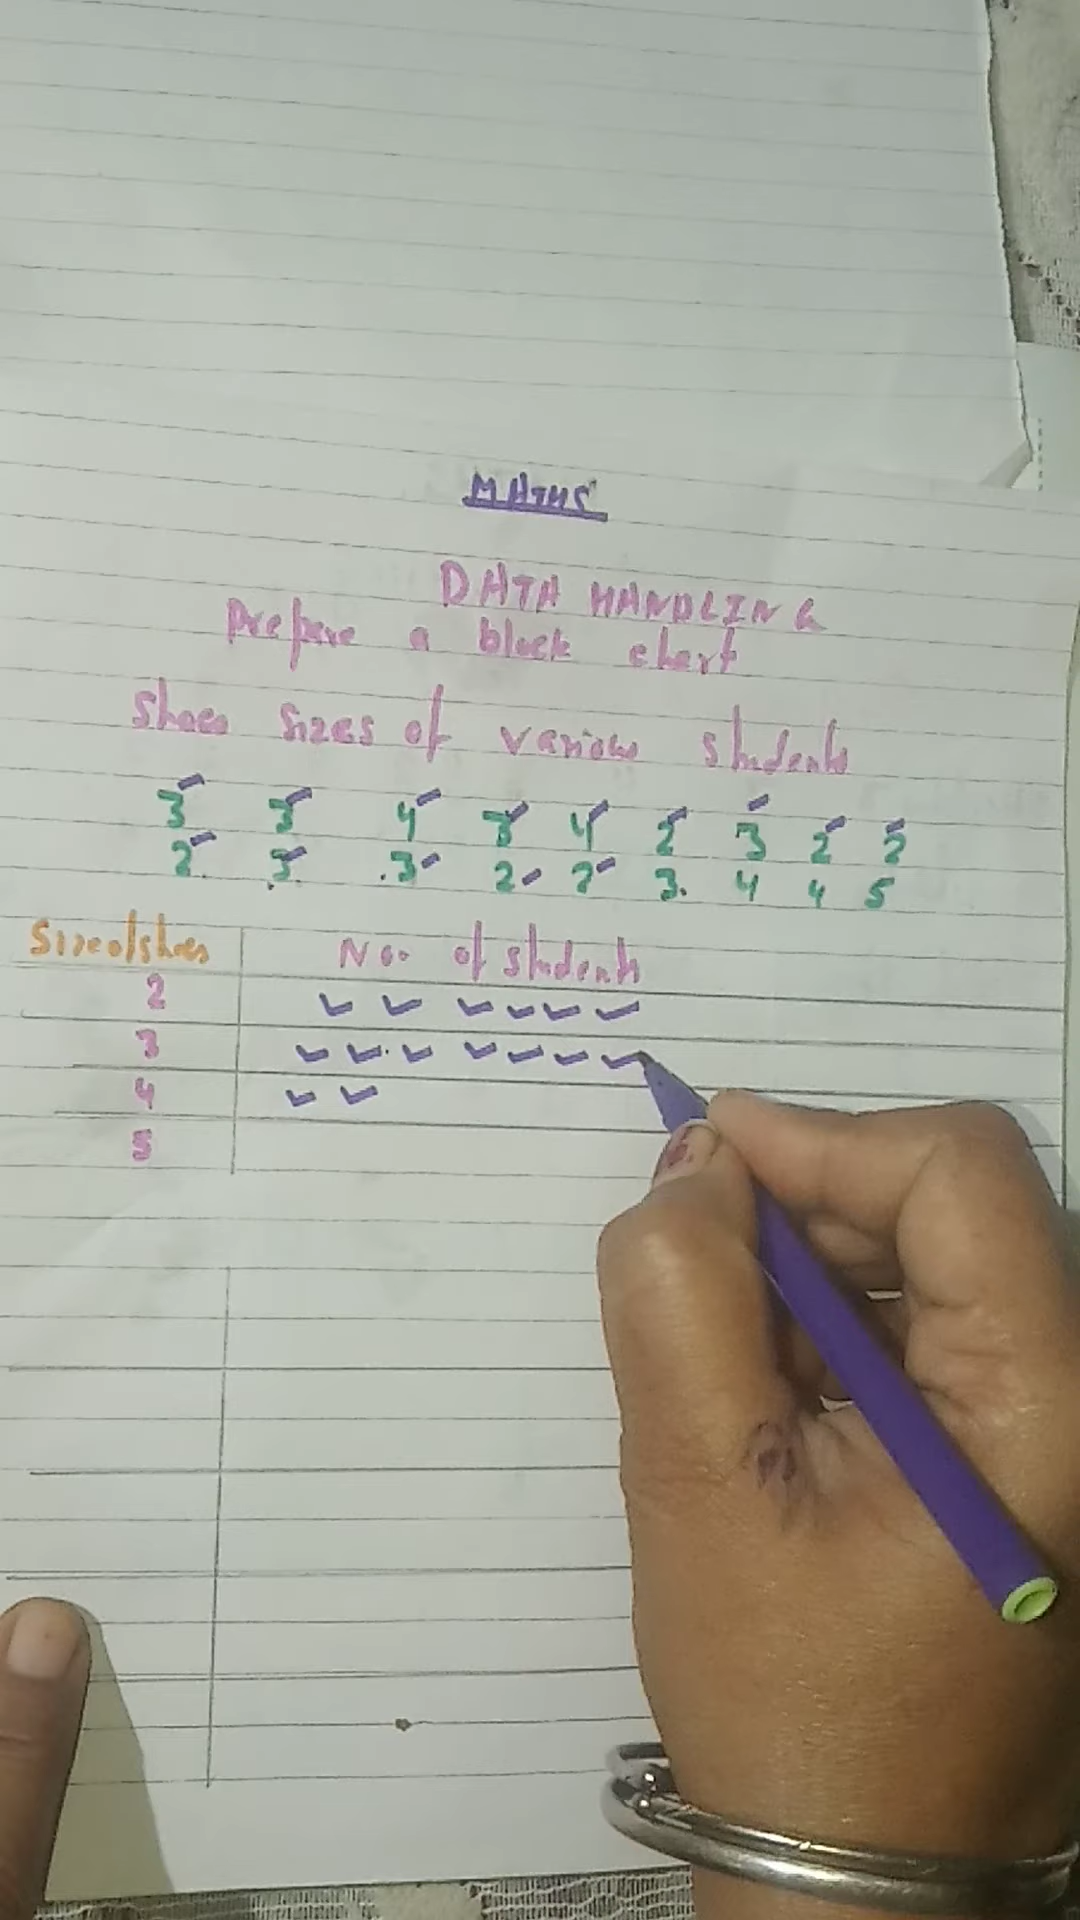 MATHS
DATA HANDLING
Prepare a block chart
Shoes sizes of various students
3 3 4 3 4 2 3 2 2
2. .3. .3 2 2 3. 4 4 5
Size of shoes No. of students
2
3
4
5